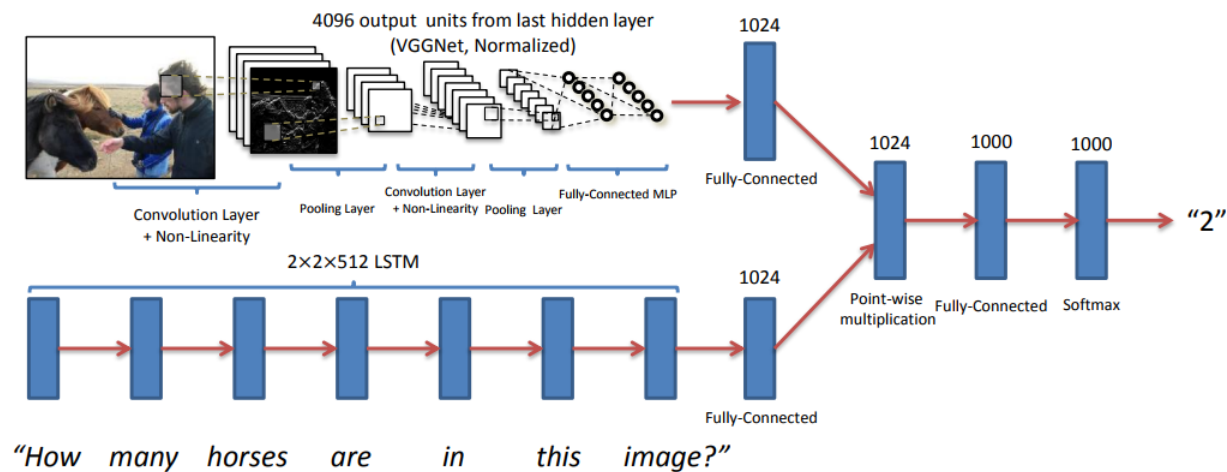 4096 output units from last hidden layer
(VGGNet, Normalized)
1024
Convolution Layer
+ Non-Linearity
Pooling Layer
Convolution Layer
+ Non-Linearity
Pooling Layer
Fully-Connected MLP
Fully-Connected
2×2×512 LSTM
1024
Fully-Connected
1024
Point-wise
multiplication
1000
Fully-Connected
1000
Softmax
“2”
“How many horses are in this image?”